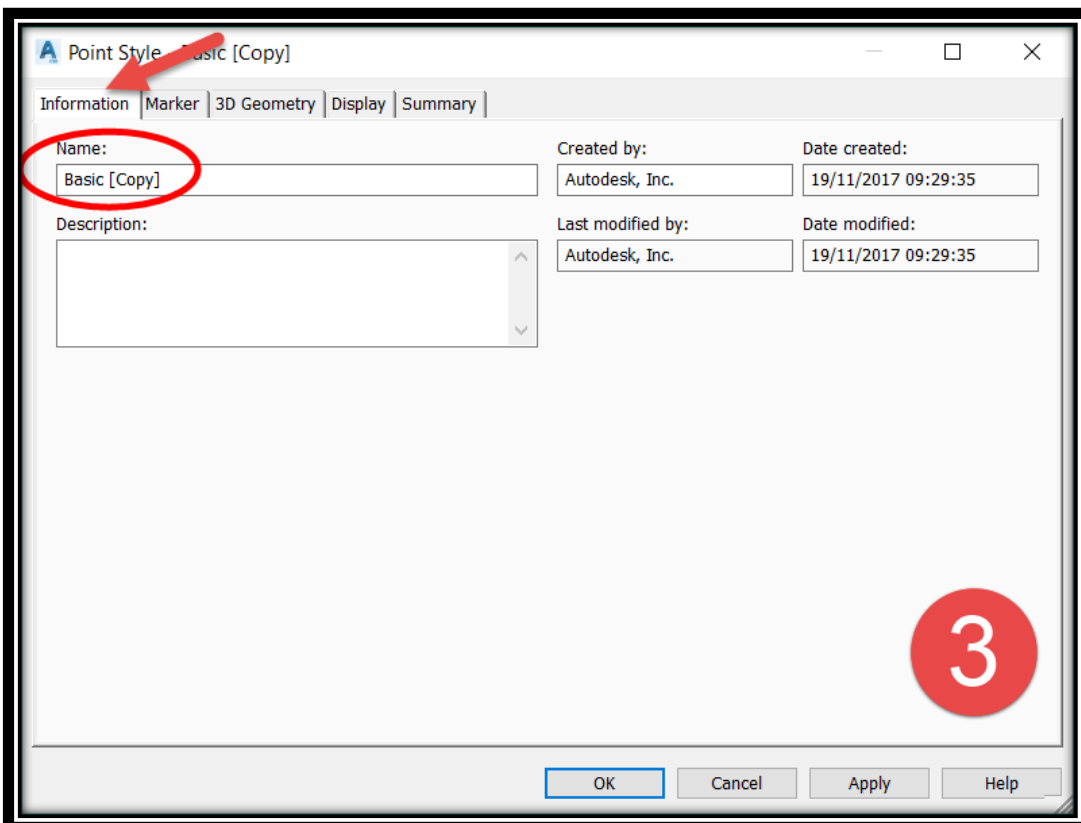 Point Style - Basic [Copy]
Information Marker 3D Geometry Display Summary
Name: Created by: Date created:
Basic [Copy] Autodesk, Inc. 19/11/2017 09:29:35
Description: Last modified by: Date modified:
Autodesk, Inc. 19/11/2017 09:29:35
3
OK Cancel Apply Help